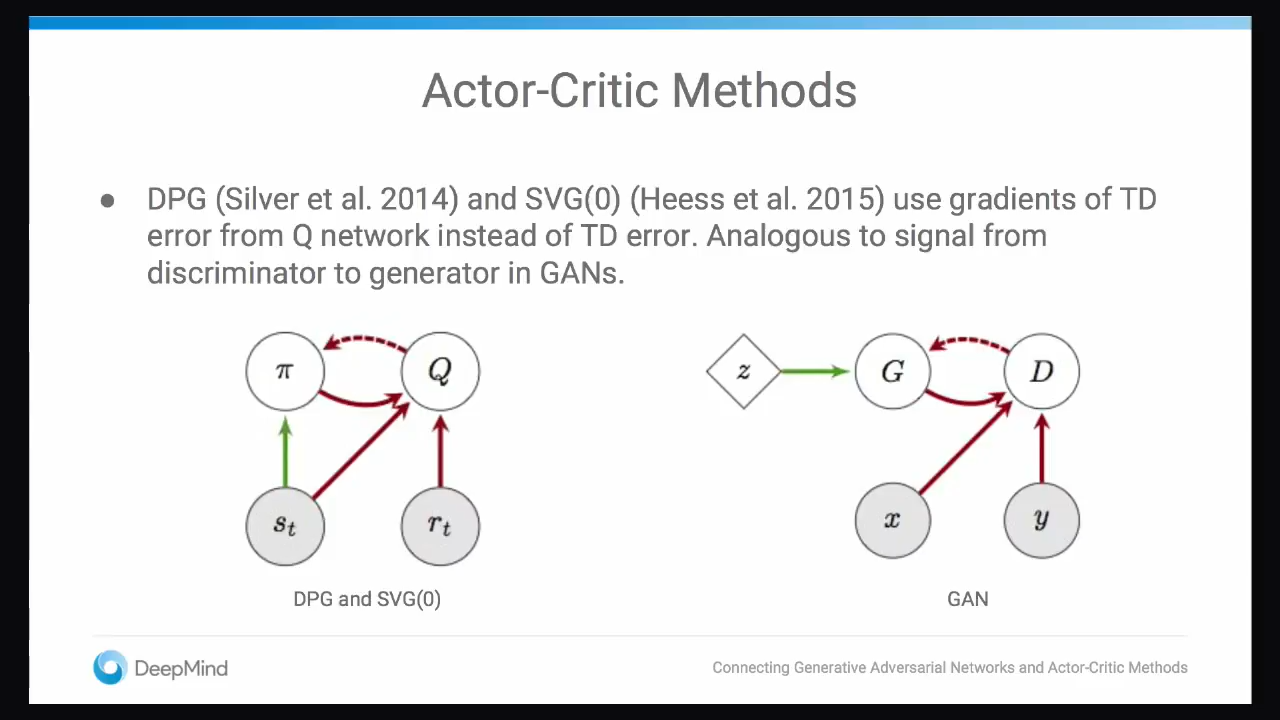 Actor-Critic Methods
● DPG (Silver et al. 2014) and SVG(0) (Heess et al. 2015) use gradients of TD
error from Q network instead of TD error. Analogous to signal from
discriminator to generator in GANs.
π Q
s_t r_t
DPG and SVG(0)
z G D
x y
GAN
DeepMind
Connecting Generative Adversarial Networks and Actor-Critic Methods